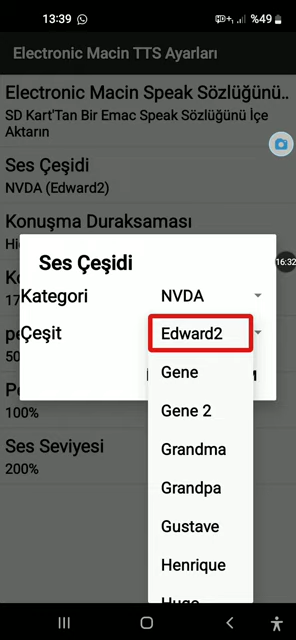 13:39
%49
Electronic Macin TTS Ayarları
Electronic Macin Speak Sözlüğünü..
SD Kart'Tan Bir Emac Speak Sözlüğünü İçe
Aktarın
Ses Çeşidi
NVDA (Edward2)
Konuşma Duraksaması
16:32
Ses Çeşidi
Kategori
NVDA
Çeşit
Edward2
Gene
Gene 2
Grandma
Grandpa
Gustave
Henrique
100%
Ses Seviyesi
200%